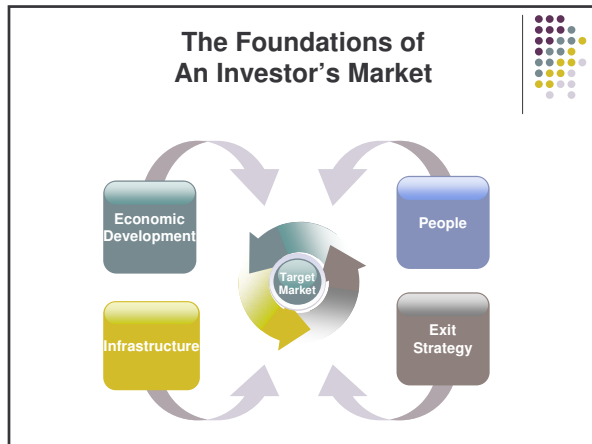 The Foundations of
An Investor's Market
Economic
Development
People
Target
Market
Infrastructure
Exit
Strategy